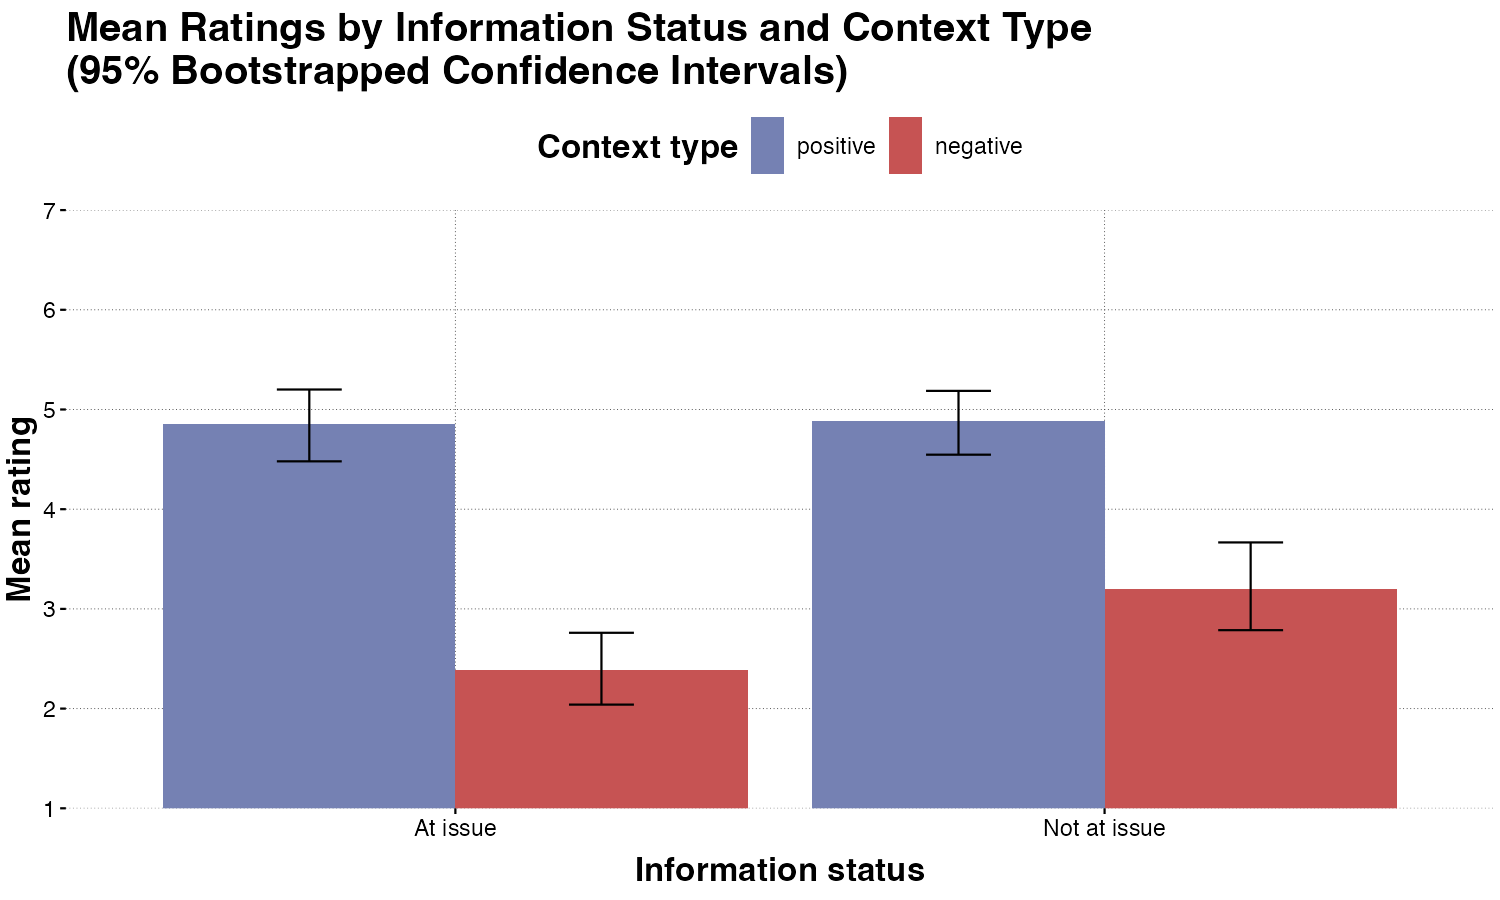 Mean Ratings by Information Status and Context Type
(95% Bootstrapped Confidence Intervals)
Context type positive negative
7
6
5
4
3
2
1
Mean rating
At issue Not at issue
Information status